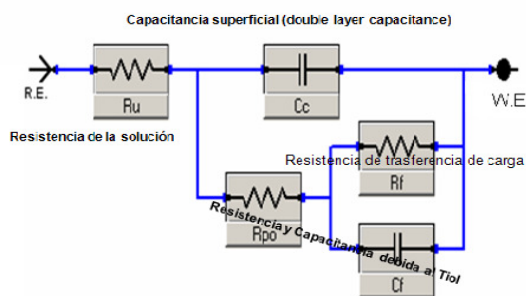 Capacitancia superficial (double layer capacitance)
R.E.
Ru
Cc
W.E
Resistencia de la solución
Resistencia de trasferencia de carga
Rf
Rpo
Resistencia y Capacitancia debida al Tiol
Cf